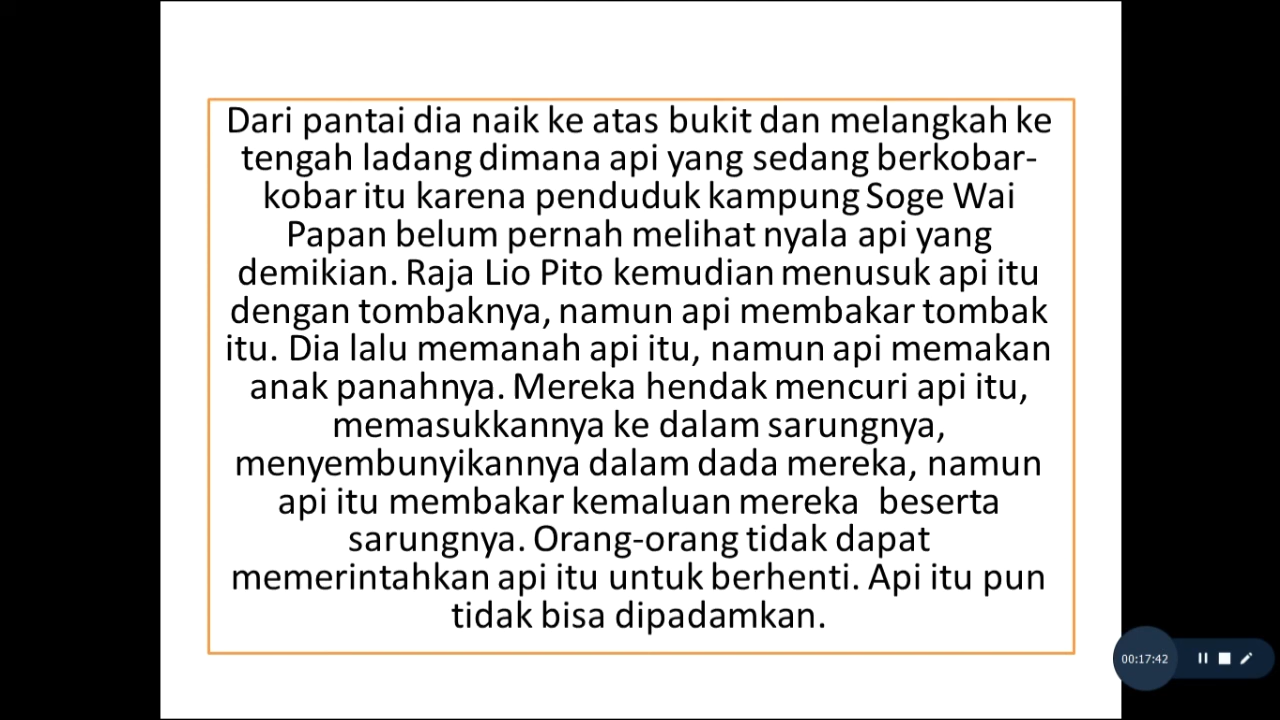 Dari pantai dia naik ke atas bukit dan melangkah ke
tengah ladang dimana api yang sedang berkobar-
kobar itu karena penduduk kampung Soge Wai
Papan belum pernah melihat nyala api yang
demikian. Raja Lio Pito kemudian menusuk api itu
dengan tombaknya, namun api membakar tombak
itu. Dia lalu memanah api itu, namun api memakan
anak panahnya. Mereka hendak mencuri api itu,
memasukkannya ke dalam sarungnya,
menyembunyikannya dalam dada mereka, namun
api itu membakar kemaluan mereka  beserta
sarungnya. Orang-orang tidak dapat
memerintahkan api itu untuk berhenti. Api itu pun
tidak bisa dipadamkan.
00:17:42